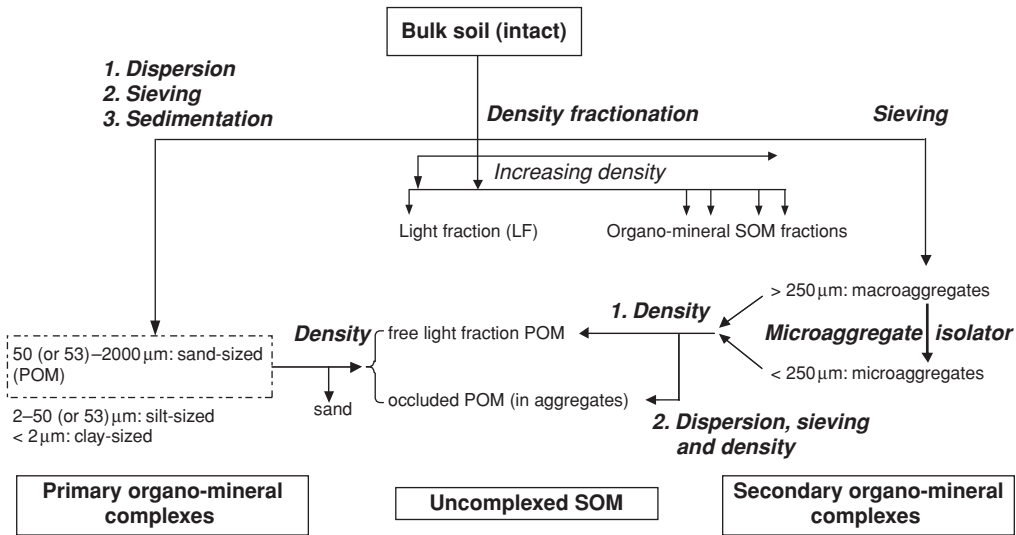 Bulk soil (intact)
1. Dispersion
2. Sieving
3. Sedimentation
Density fractionation
Sieving
Increasing density
Light fraction (LF)
Organo-mineral SOM fractions
> 250 μm: macroaggregates
1. Density
Microaggregate isolator
Density
free light fraction POM
50 (or 53)–2000 μm: sand-sized
(POM)
< 250 μm: microaggregates
sand
occluded POM (in aggregates)
2–50 (or 53) μm: silt-sized
< 2 μm: clay-sized
2. Dispersion, sieving
and density
Primary organo-mineral
complexes
Uncomplexed SOM
Secondary organo-mineral
complexes